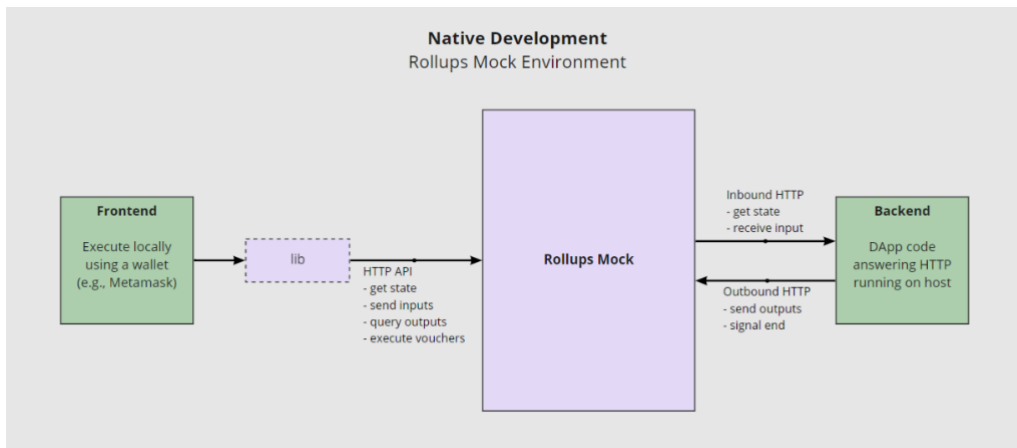 Native Development
Rollups Mock Environment
Frontend
Execute locally
using a wallet
(e.g., Metamask)
lib
HTTP API
- get state
- send inputs
- query outputs
- execute vouchers
Rollups Mock
Inbound HTTP
- get state
- receive input
Outbound HTTP
- send outputs
- signal end
Backend
DApp code
answering HTTP
running on host